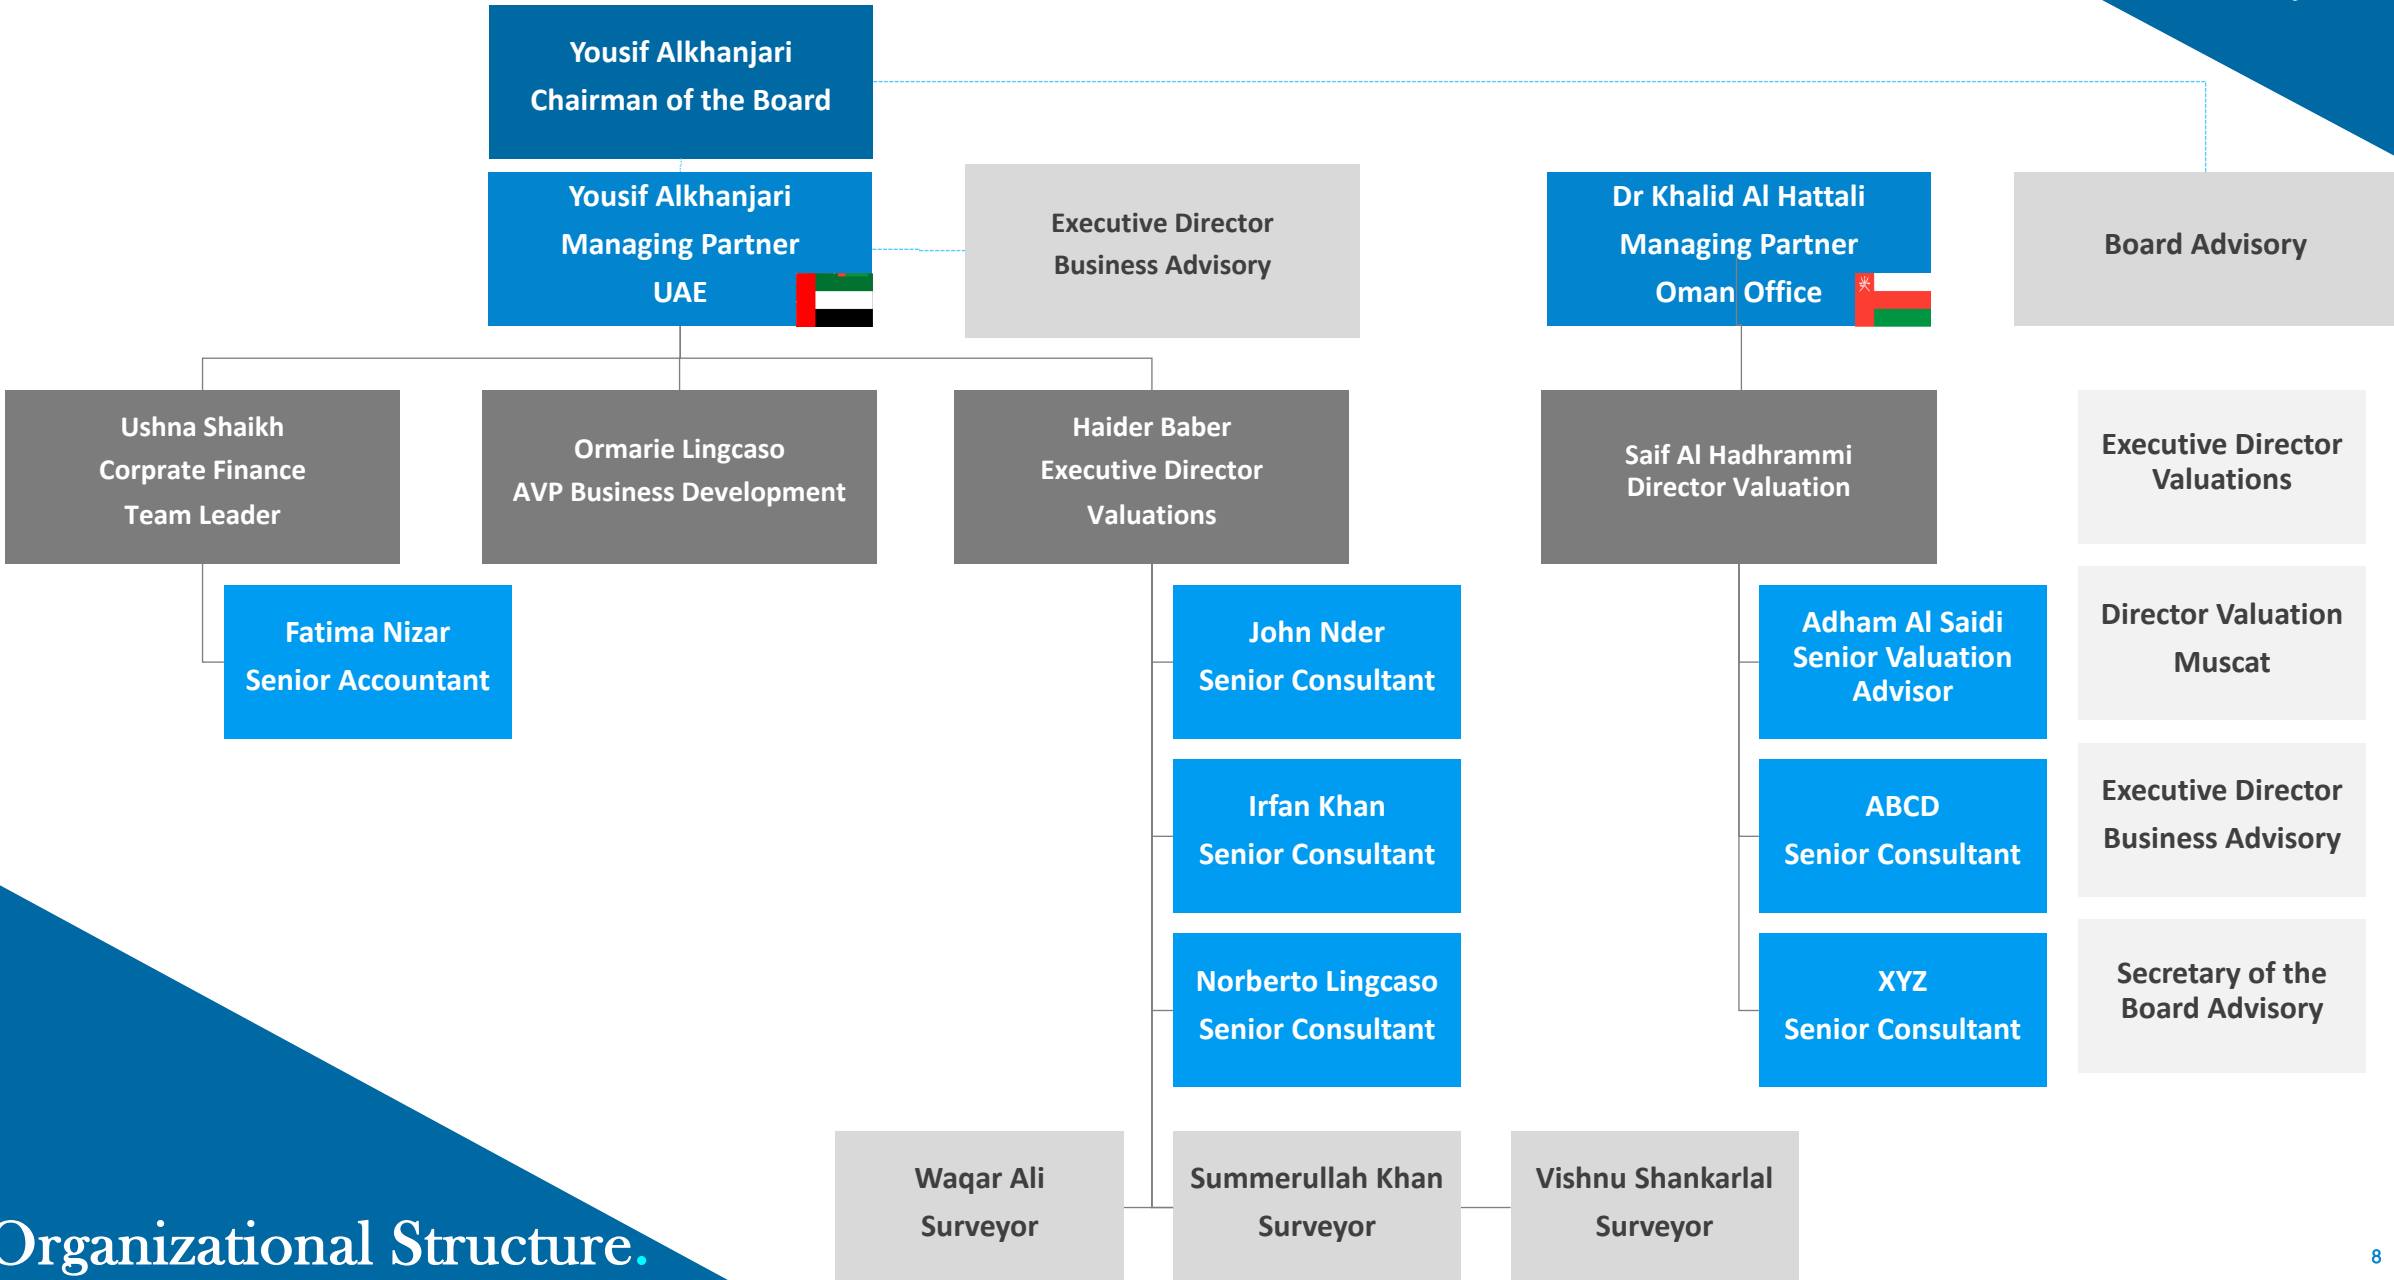 Yousif Alkhanjari
Chairman of the Board
Yousif Alkhanjari
Managing Partner
UAE
Executive Director
Business Advisory
Dr Khalid Al Hattali
Managing Partner
Oman Office
Board Advisory
Ushna Shaikh
Corprate Finance
Team Leader
Ormarie Lingcaso
AVP Business Development
Haider Baber
Executive Director
Valuations
Saif Al Hadhrammi
Director Valuation
Executive Director
Valuations
Fatima Nizar
Senior Accountant
John Nder
Senior Consultant
Adham Al Saidi
Senior Valuation
Advisor
Director Valuation
Muscat
Irfan Khan
Senior Consultant
ABCD
Senior Consultant
Executive Director
Business Advisory
Norberto Lingcaso
Senior Consultant
XYZ
Senior Consultant
Secretary of the
Board Advisory
Waqar Ali
Surveyor
Summerullah Khan
Surveyor
Vishnu Shankarlal
Surveyor
Organizational Structure.
8